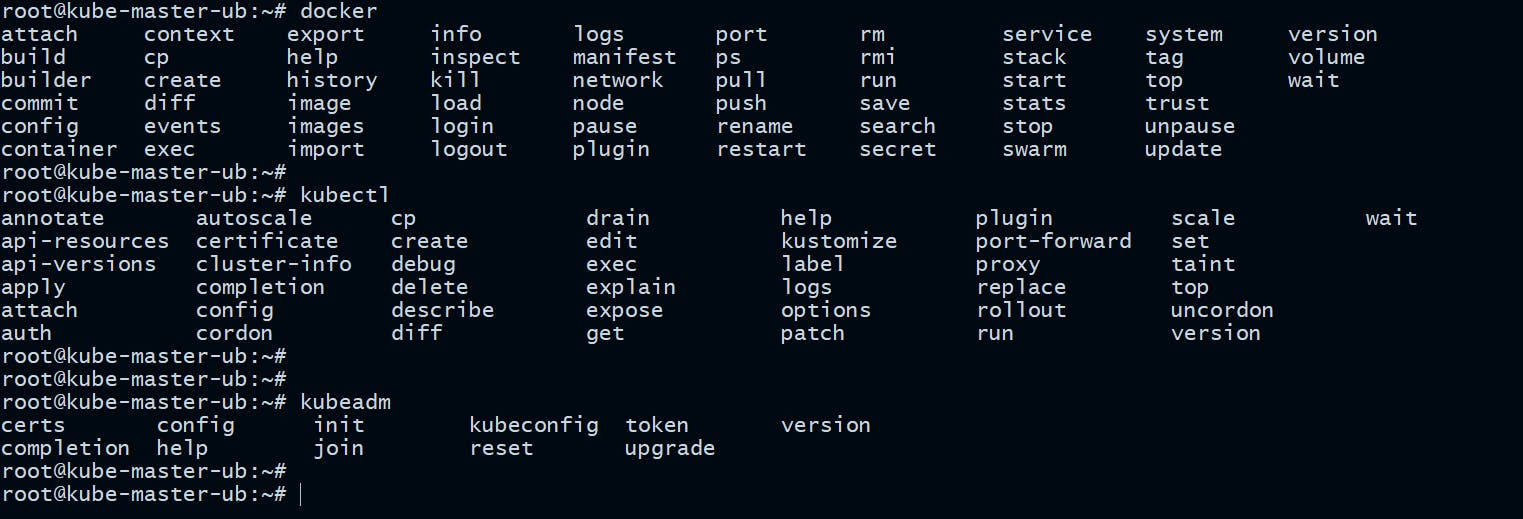 root@kube-master-ub:~# docker
attach     context    export     info       logs       port       rm         service    system     version
build      cp         help       inspect    manifest   ps         rmi        stack      tag        volume
builder    create     history    kill       network    pull       run        start      top        wait
commit     diff       image      load       node       push       save       stats      trust
config     events     images     login      pause      rename     search     stop       unpause
container  exec       import     logout     plugin     restart    secret     swarm      update
root@kube-master-ub:~#
root@kube-master-ub:~# kubectl
annotate       autoscale      cp             drain          help           plugin         scale          wait
api-resources  certificate    create         edit           kustomize      port-forward   set
api-versions   cluster-info   debug          exec           label          proxy          taint
apply          completion     delete         explain        logs           replace        top
attach         config         describe       expose         options        rollout        uncordon
auth           cordon         diff           get            patch          run            version
root@kube-master-ub:~#
root@kube-master-ub:~#
root@kube-master-ub:~# kubeadm
certs       config      init        kubeconfig  token       version
completion  help        join        reset       upgrade
root@kube-master-ub:~#
root@kube-master-ub:~#